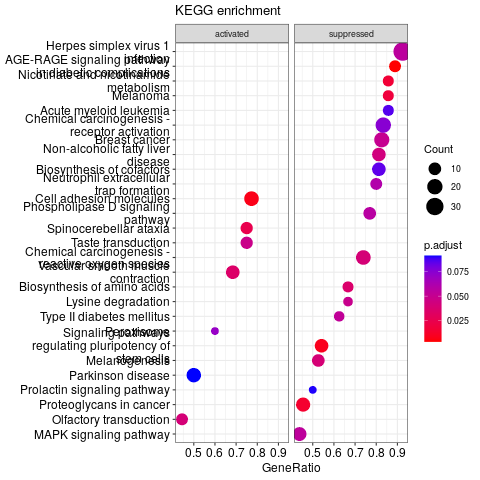 KEGG enrichment
activated
suppressed
Herpes simplex virus 1
infection
AGE-RAGE signaling pathway
in diabetic complications
Nicotinate and nicotinamide
metabolism
Melanoma
Acute myeloid leukemia
Chemical carcinogenesis -
receptor activation
Breast cancer
Non-alcoholic fatty liver
disease
Biosynthesis of cofactors
Neutrophil extracellular
trap formation
Cell adhesion molecules
Phospholipase D signaling
pathway
Spinocerebellar ataxia
Taste transduction
Chemical carcinogenesis -
reactive oxygen species
Vascular smooth muscle
contraction
Biosynthesis of amino acids
Lysine degradation
Type II diabetes mellitus
Peroxisome
Signaling pathways
regulating pluripotency of
stem cells
Melanogenesis
Parkinson disease
Prolactin signaling pathway
Proteoglycans in cancer
Olfactory transduction
MAPK signaling pathway
0.5 0.6 0.7 0.8 0.9
0.5 0.6 0.7 0.8 0.9
GeneRatio
Count
10
20
30
p.adjust
0.075
0.050
0.025